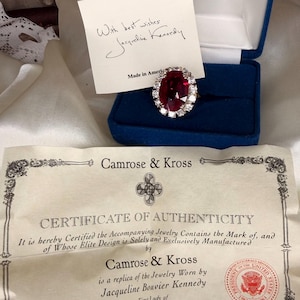 With best wishes
Jacqueline Kennedy
Made in America
Camrose & Kross
CERTIFICATE OF AUTHENTICITY
It is hereby Certified the Accompanying Jewelry Contains the Mark of, and
of Whose Elite Design is Solely and Exclusively Manufactured
by
Camrose & Kross
is a replica of the Jewelry Worn by
Jacqueline Bouvier Kennedy